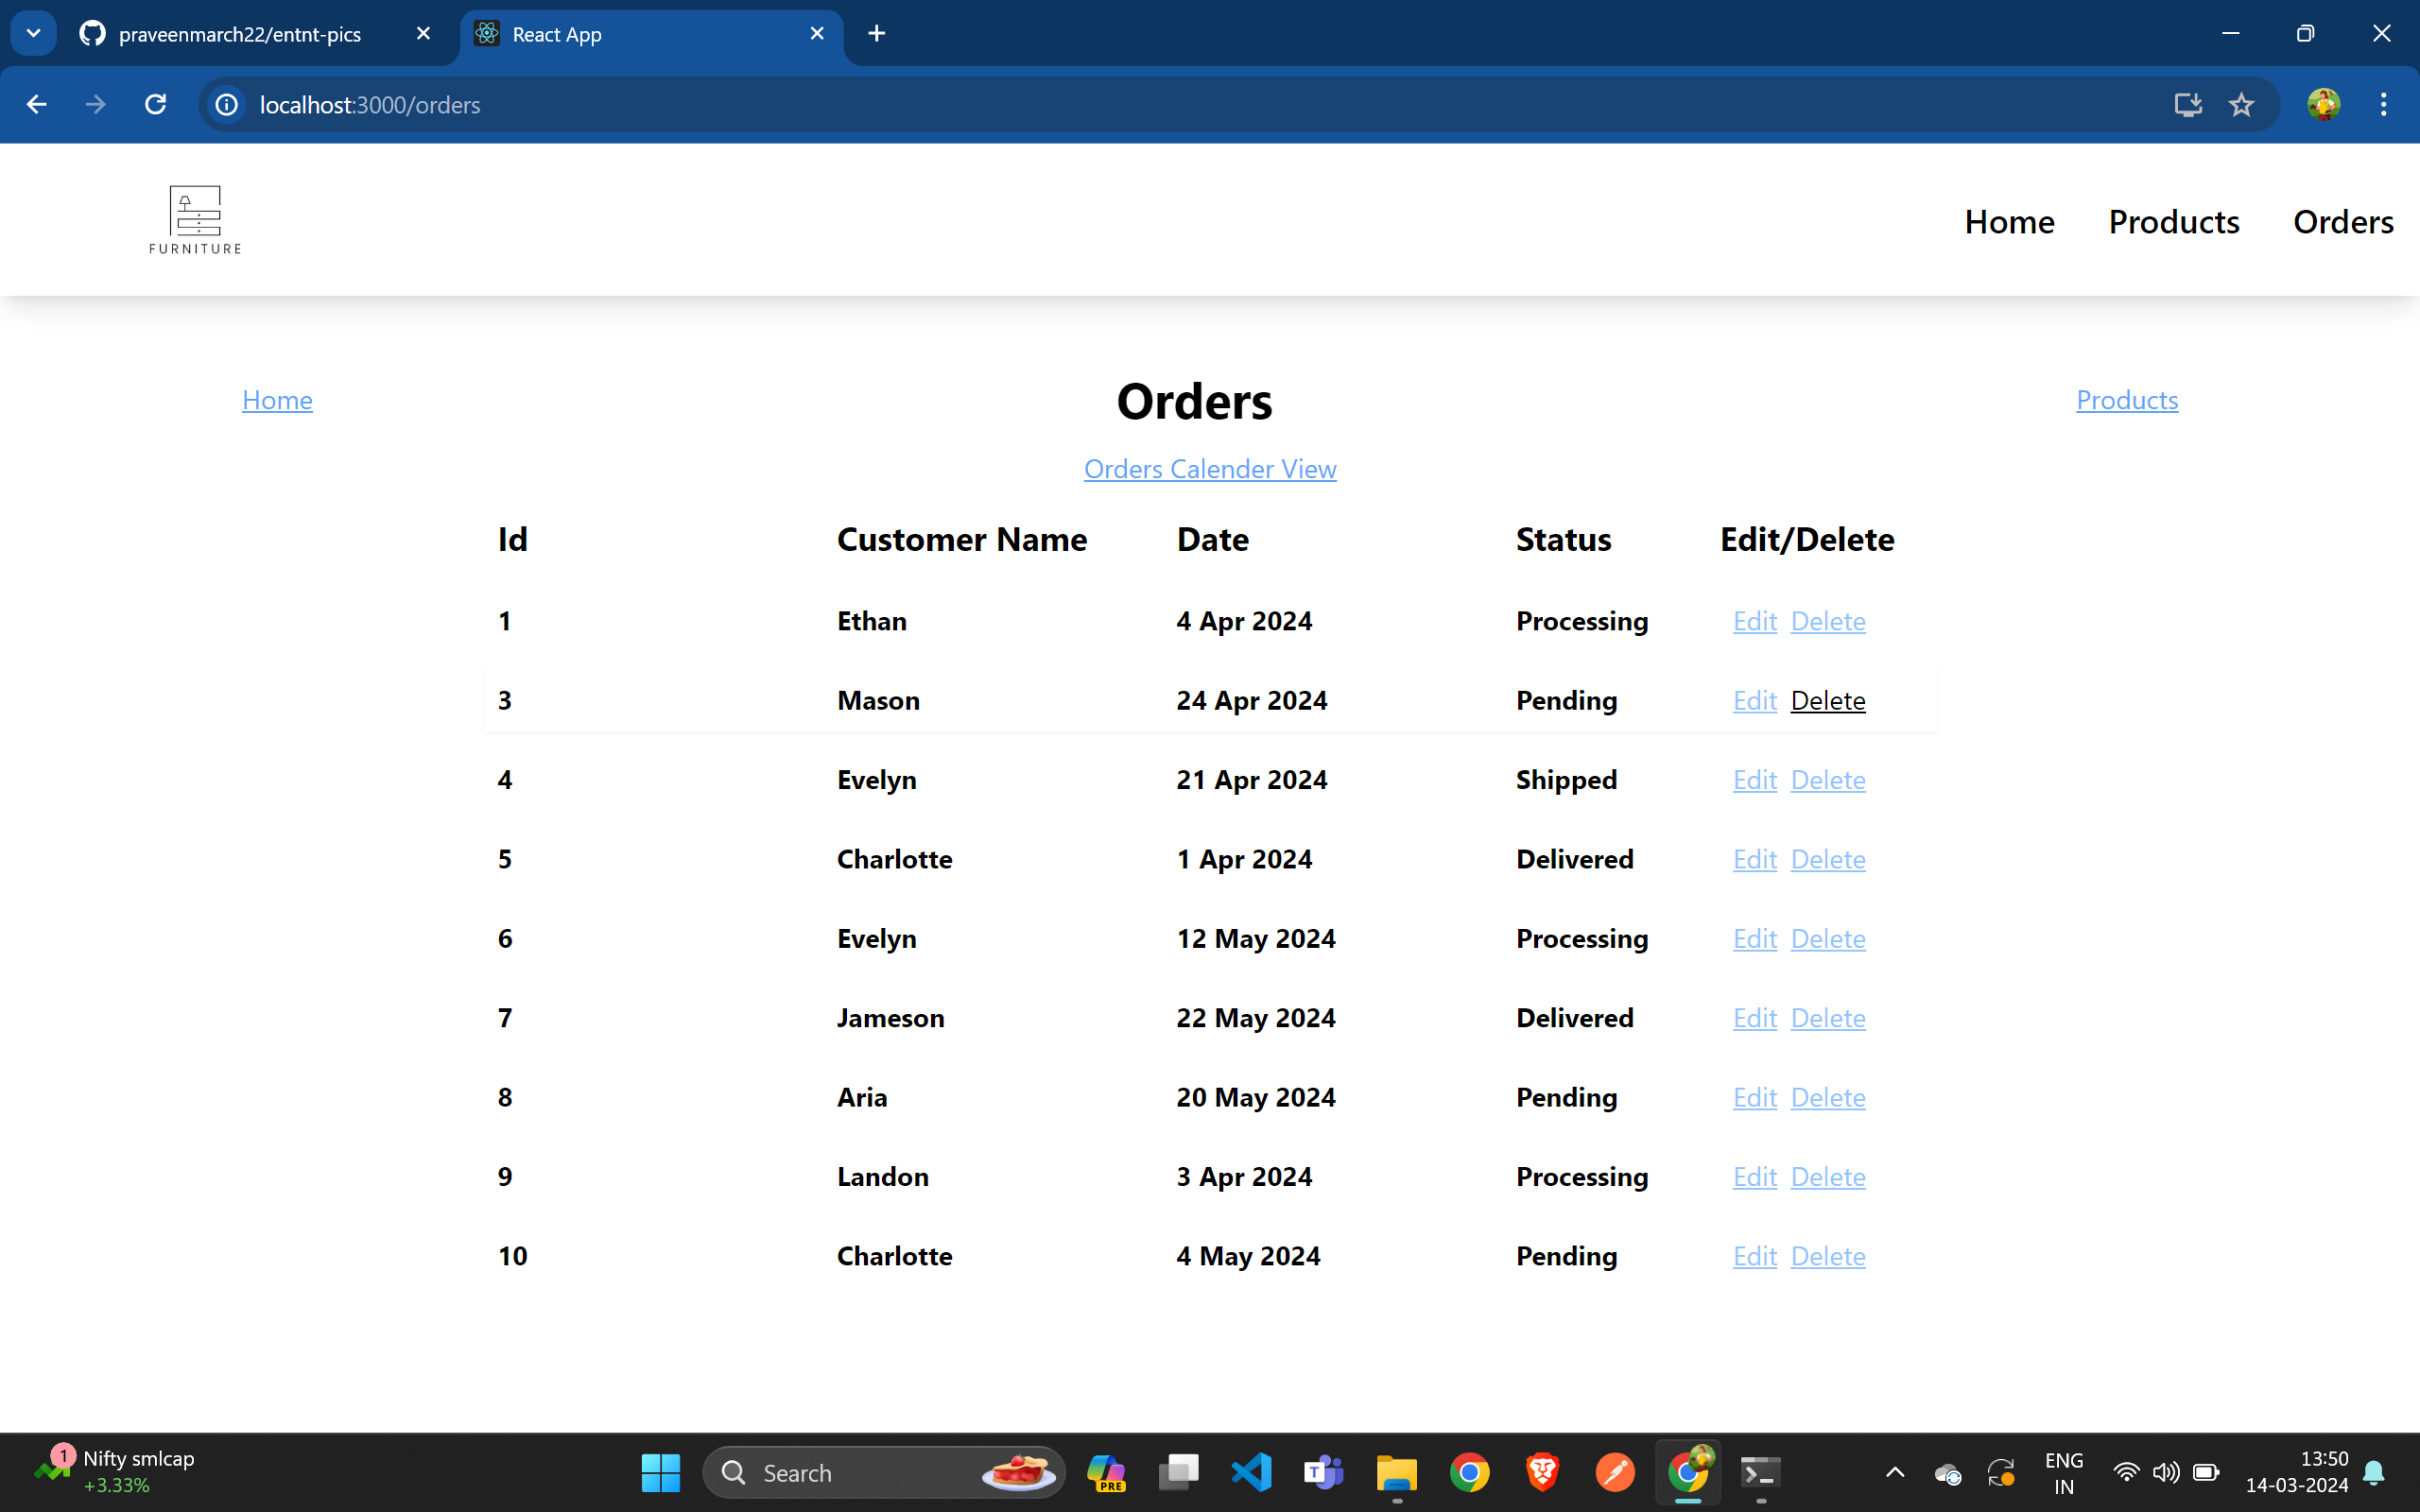 praveenmarch22/entnt-pics
React App
localhost:3000/orders
FURNITURE
Home Products Orders
Home Orders Products
Orders Calender View
Id Customer Name Date Status Edit/Delete
1 Ethan 4 Apr 2024 Processing Edit Delete
3 Mason 24 Apr 2024 Pending Edit Delete
4 Evelyn 21 Apr 2024 Shipped Edit Delete
5 Charlotte 1 Apr 2024 Delivered Edit Delete
6 Evelyn 12 May 2024 Processing Edit Delete
7 Jameson 22 May 2024 Delivered Edit Delete
8 Aria 20 May 2024 Pending Edit Delete
9 Landon 3 Apr 2024 Processing Edit Delete
10 Charlotte 4 May 2024 Pending Edit Delete
1
Nifty smlcap
+3.33%
Search
PRE
T
ENG
IN
13:50
14-03-2024